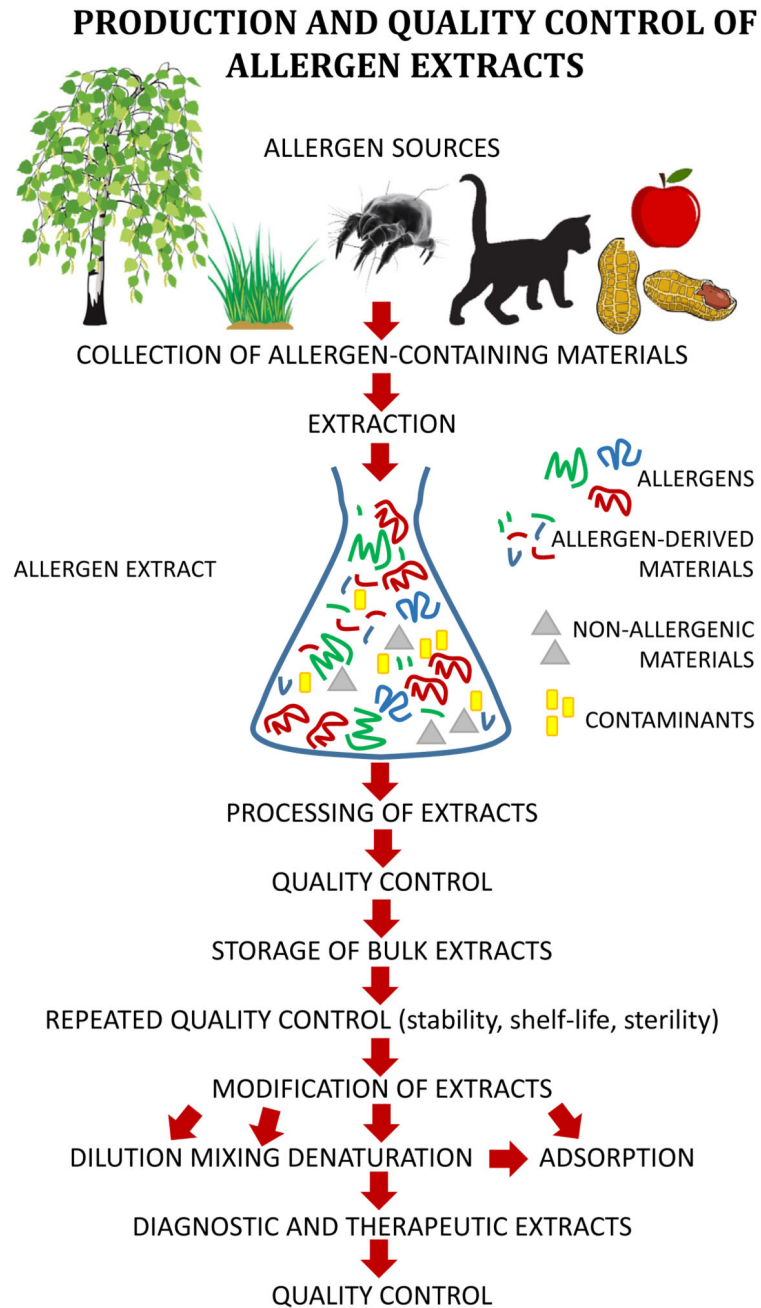 PRODUCTION AND QUALITY CONTROL OF
ALLERGEN EXTRACTS
ALLERGEN SOURCES
COLLECTION OF ALLERGEN-CONTAINING MATERIALS
EXTRACTION
ALLERGENS
ALLERGEN-DERIVED
MATERIALS
ALLERGEN EXTRACT
NON-ALLERGENIC
MATERIALS
CONTAMINANTS
PROCESSING OF EXTRACTS
QUALITY CONTROL
STORAGE OF BULK EXTRACTS
REPEATED QUALITY CONTROL (stability, shelf-life, sterility)
MODIFICATION OF EXTRACTS
DILUTION MIXING DENATURATION ADSORPTION
DIAGNOSTIC AND THERAPEUTIC EXTRACTS
QUALITY CONTROL